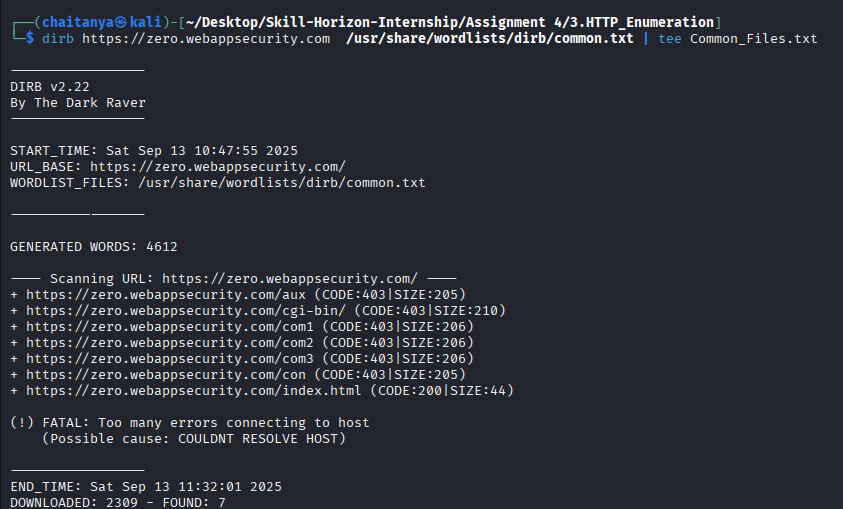 ┌──(chaitanya㉿kali)-[~/Desktop/Skill-Horizon-Internship/Assignment 4/3.HTTP_Enumeration]
└─$ dirb https://zero.webappsecurity.com  /usr/share/wordlists/dirb/common.txt | tee Common_Files.txt
-----------------
DIRB v2.22
By The Dark Raver
-----------------
START_TIME: Sat Sep 13 10:47:55 2025
URL_BASE: https://zero.webappsecurity.com/
WORDLIST_FILES: /usr/share/wordlists/dirb/common.txt
-----------------
GENERATED WORDS: 4612
---- Scanning URL: https://zero.webappsecurity.com/ ----
+ https://zero.webappsecurity.com/aux (CODE:403|SIZE:205)
+ https://zero.webappsecurity.com/cgi-bin/ (CODE:403|SIZE:210)
+ https://zero.webappsecurity.com/com1 (CODE:403|SIZE:206)
+ https://zero.webappsecurity.com/com2 (CODE:403|SIZE:206)
+ https://zero.webappsecurity.com/com3 (CODE:403|SIZE:206)
+ https://zero.webappsecurity.com/con (CODE:403|SIZE:205)
+ https://zero.webappsecurity.com/index.html (CODE:200|SIZE:44)
(!) FATAL: Too many errors connecting to host
    (Possible cause: COULDNT RESOLVE HOST)
-----------------
END_TIME: Sat Sep 13 11:32:01 2025
DOWNLOADED: 2309 - FOUND: 7